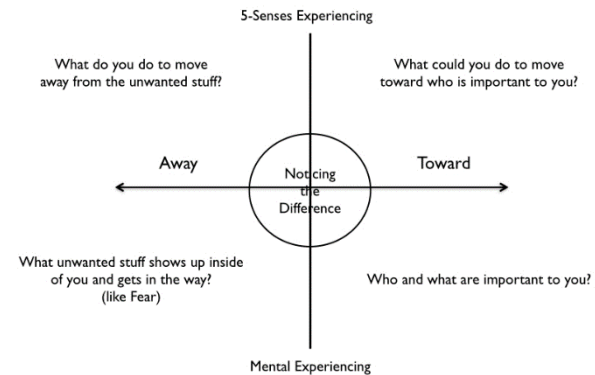 5-Senses Experiencing
What do you do to move
away from the unwanted stuff?
What could you do to move
toward who is important to you?
Away
Noticing
the
Difference
Toward
What unwanted stuff shows up inside
of you and gets in the way?
(like Fear)
Who and what are important to you?
Mental Experiencing